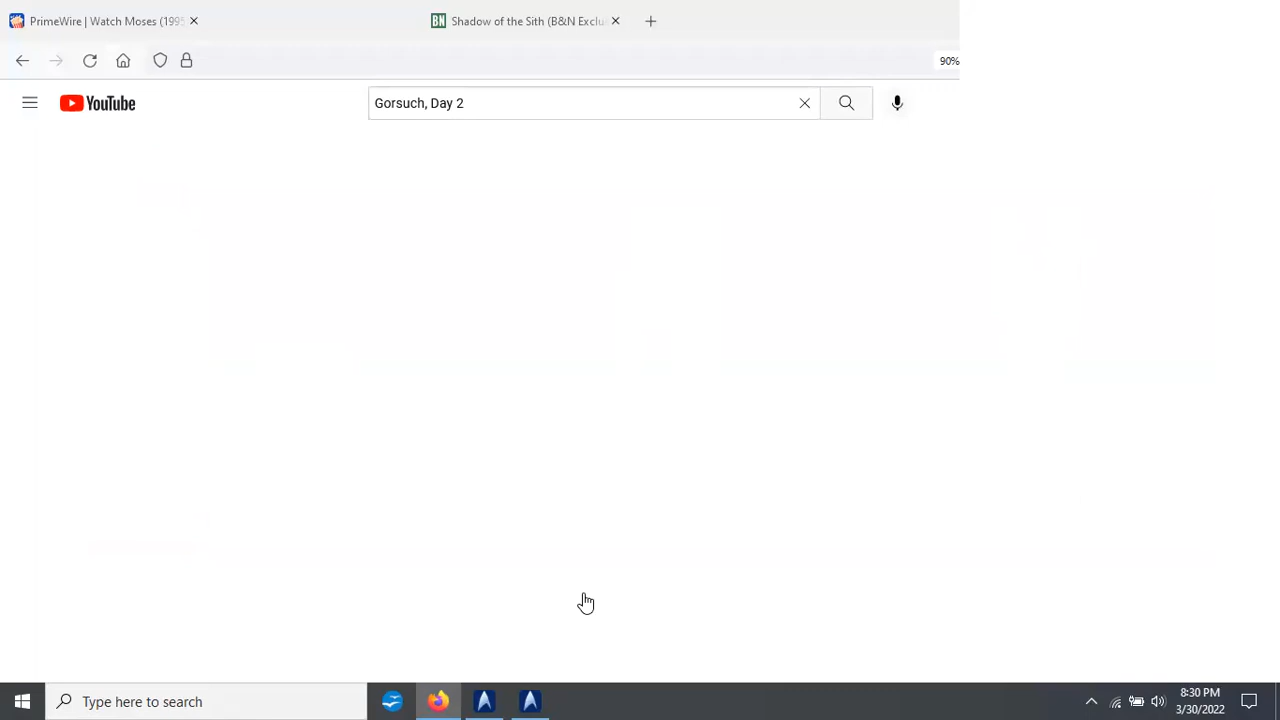 PrimeWire | Watch Moses (1995
Shadow of the Sith (B&N Exclu
90%
YouTube
Gorsuch, Day 2
Type here to search
8:30 PM
3/30/2022